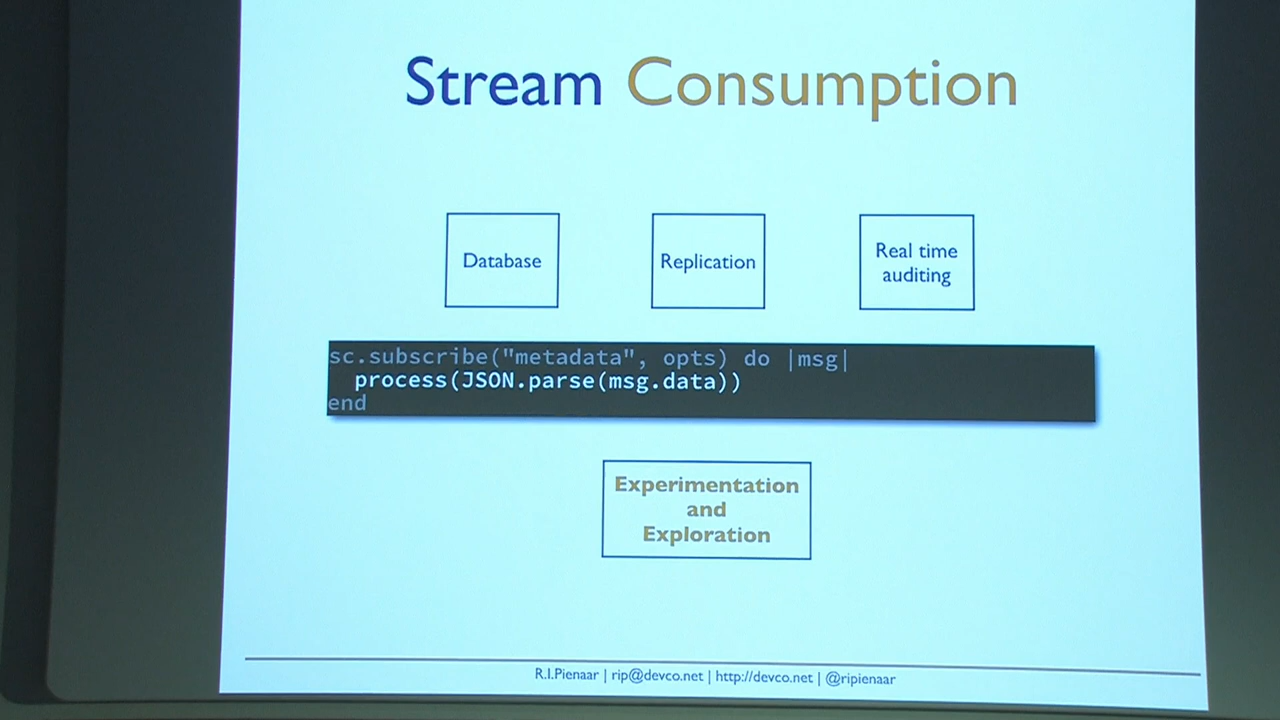 Stream Consumption
Database
Replication
Real time
auditing
sc.subscribe("metadata", opts) do |msg|
  process(JSON.parse(msg.data))
end
Experimentation
and
Exploration
R.I.Pienaar | rip@devco.net | http://devco.net | @ripienaar